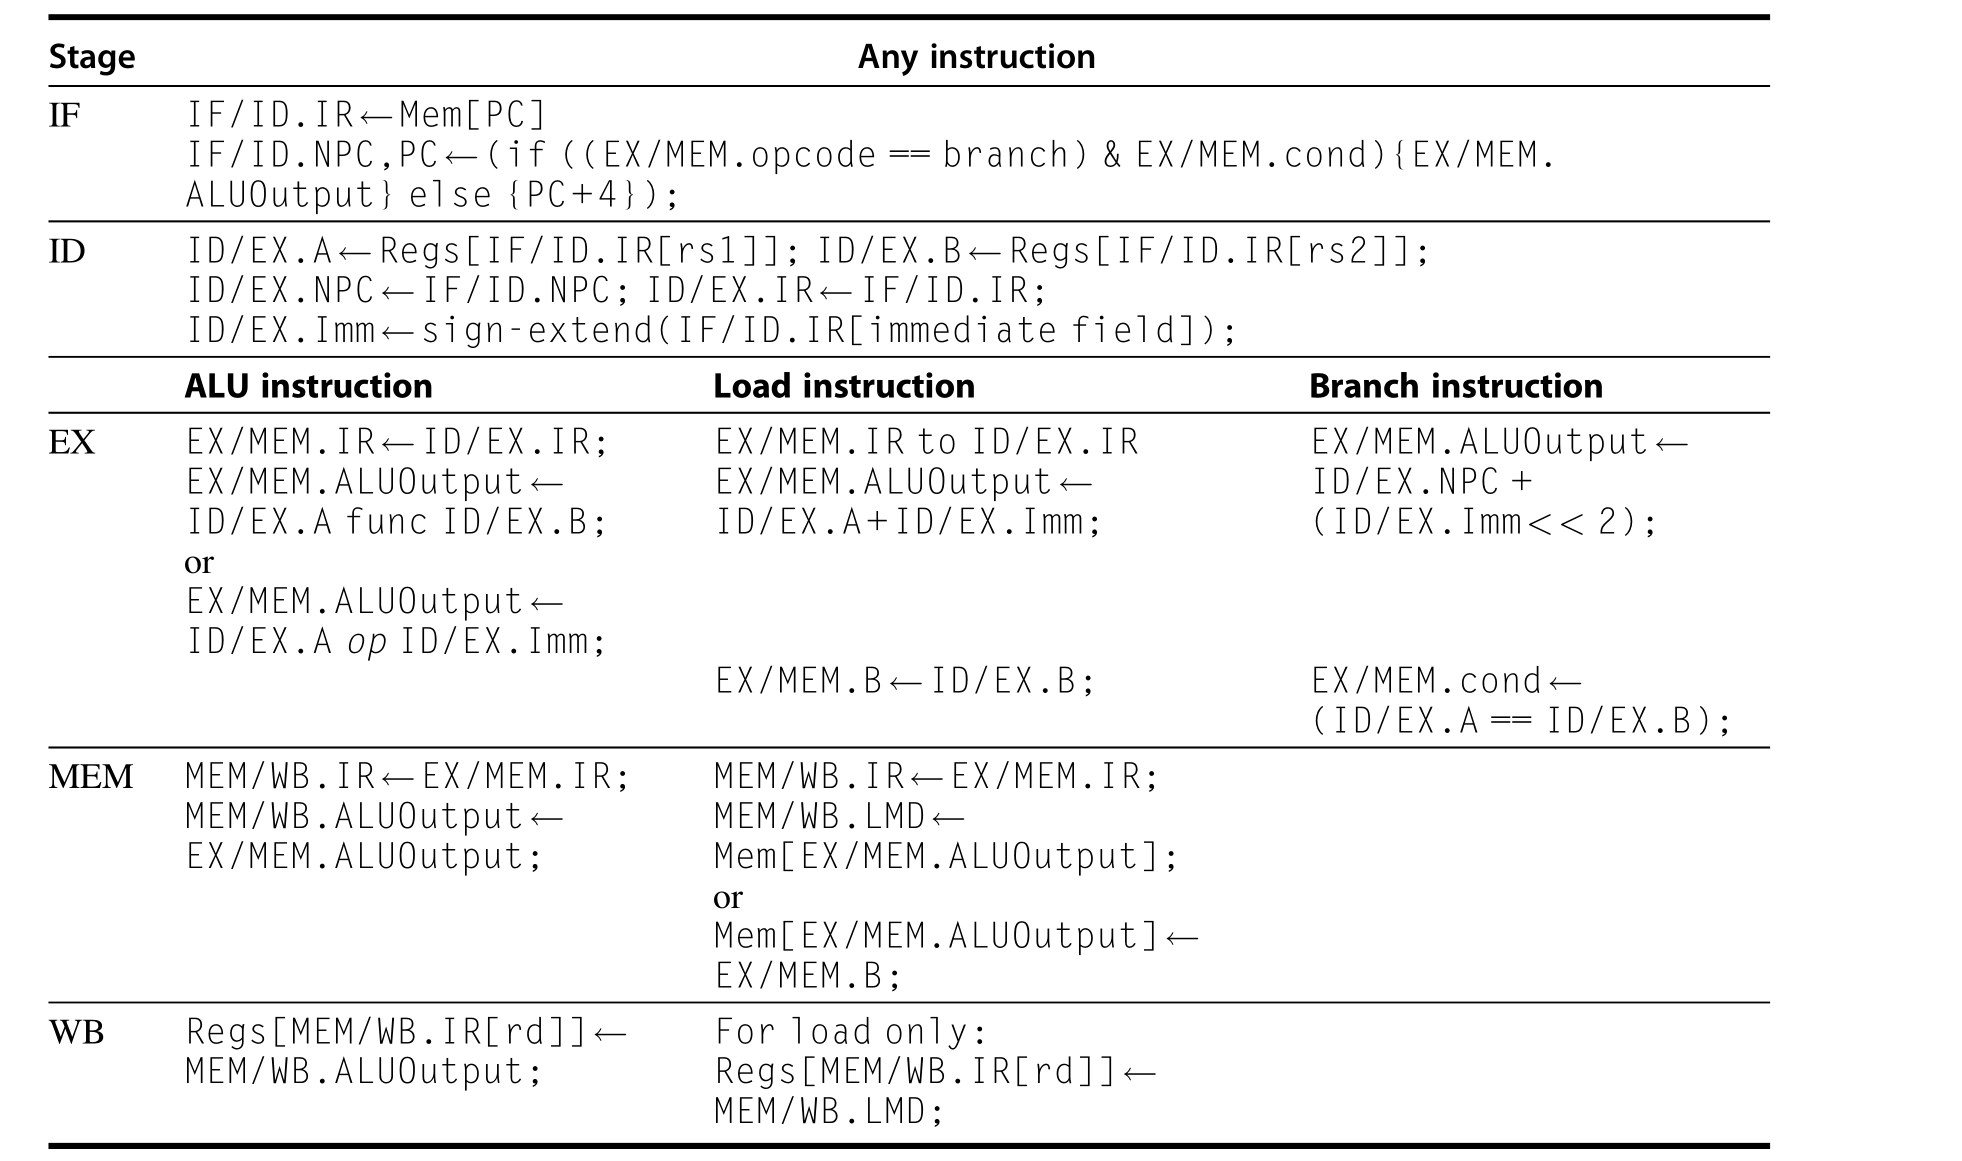 Stage Any instruction
IF IF/ID.IR←Mem[PC]
IF/ID.NPC,PC←(if ((EX/MEM.opcode == branch) & EX/MEM.cond){EX/MEM.
ALUOutput} else {PC+4});
ID ID/EX.A←Regs[IF/ID.IR[rs1]]; ID/EX.B←Regs[IF/ID.IR[rs2]];
ID/EX.NPC←IF/ID.NPC; ID/EX.IR←IF/ID.IR;
ID/EX.Imm←sign-extend(IF/ID.IR[immediate field]);
ALU instruction Load instruction Branch instruction
EX EX/MEM.IR←ID/EX.IR; EX/MEM.IR to ID/EX.IR EX/MEM.ALUOutput←
EX/MEM.ALUOutput← EX/MEM.ALUOutput← ID/EX.NPC +
ID/EX.A func ID/EX.B; ID/EX.A+ID/EX.Imm; (ID/EX.Imm<< 2);
or
EX/MEM.ALUOutput←
ID/EX.A op ID/EX.Imm;
EX/MEM.B←ID/EX.B; EX/MEM.cond←
(ID/EX.A == ID/EX.B);
MEM MEM/WB.IR←EX/MEM.IR; MEM/WB.IR←EX/MEM.IR;
MEM/WB.ALUOutput← MEM/WB.LMD←
EX/MEM.ALUOutput; Mem[EX/MEM.ALUOutput];
or
Mem[EX/MEM.ALUOutput]←
EX/MEM.B;
WB Regs[MEM/WB.IR[rd]]← For load only:
MEM/WB.ALUOutput; Regs[MEM/WB.IR[rd]]←
MEM/WB.LMD;